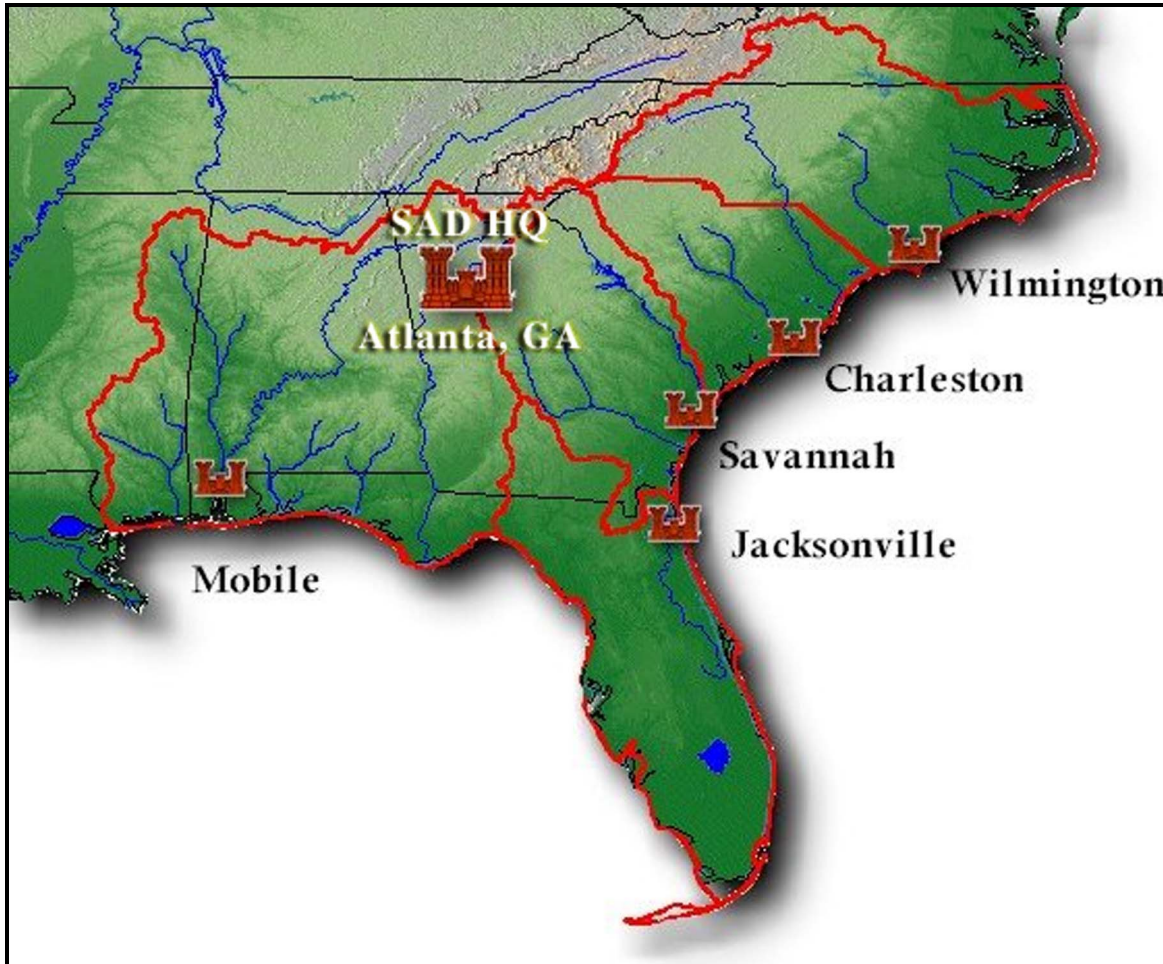 SAD HQ
Atlanta, GA
Wilmington
Charleston
Savannah
Jacksonville
Mobile